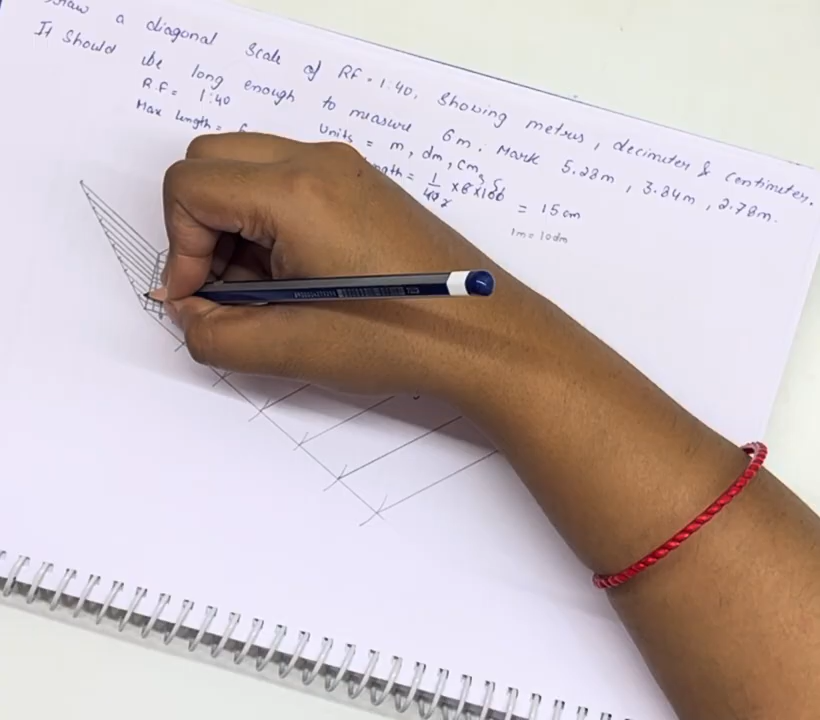 a diagonal Scale of RF = 1:40, Showing metres, decimeter & Centimeter.
It Should be long enough to measure 6m. Mark 5.28m, 3.84m, 2.78m.
R.F = 1:40
Max Length =
Units = m, dm, cm
= 1/40 x 6 x 100 = 15 cm
1m = 10dm